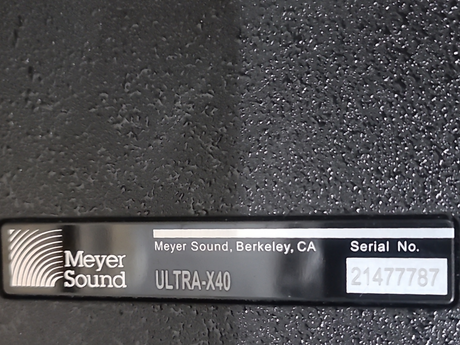 Meyer
Sound
Meyer Sound, Berkeley, CA
ULTRA-X40
Serial No.
21477787